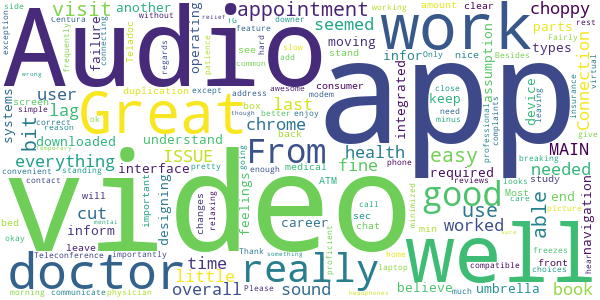 Audio
app
video
well
work
Great
From
doctor
really
good
visit
another
appointment
seemed
choppy
Centura
side
exception
frequently
failure
Teladoc
operating
TG
relief
downer
amount
clear
working
moving
parts
rest
without
regards
slow
hard
patience
add
feature
see
common
infor
Only
nice
types
connecting
user
lag
systems
screen
bit
duplication
except
address
consumer
stand
assumption
connection
integrated
last
box
chrome
modem
better
enjoy
though
back
keep
close
need
minus
device
leaving
Besides
Fairly
virtual
insurance
give
downloaded
simple
wrong
ISSUE
understand
correct
reason
ok
everything
interface
important
standing
convenient
contact
will
designing
pretty
going
feelings
enough
health
medical
ATM
fine
easy
required
phone
reviews
professional
complaints
MAIN
breaking
needed
looks
Most
care
study
navigation
cut
inform
changes
relaxing
call
sec
chat
career
use
worked
able
end
picture
bed
okay
leave
importantly
Teleconference
time
little
overall
sound
Thank
something
Please
min
minimized
proficient
home
laptop
believe
much
umbrella
compatible
front
choices
hear
freezes
book
morning
communicate
physician
mental
headphones